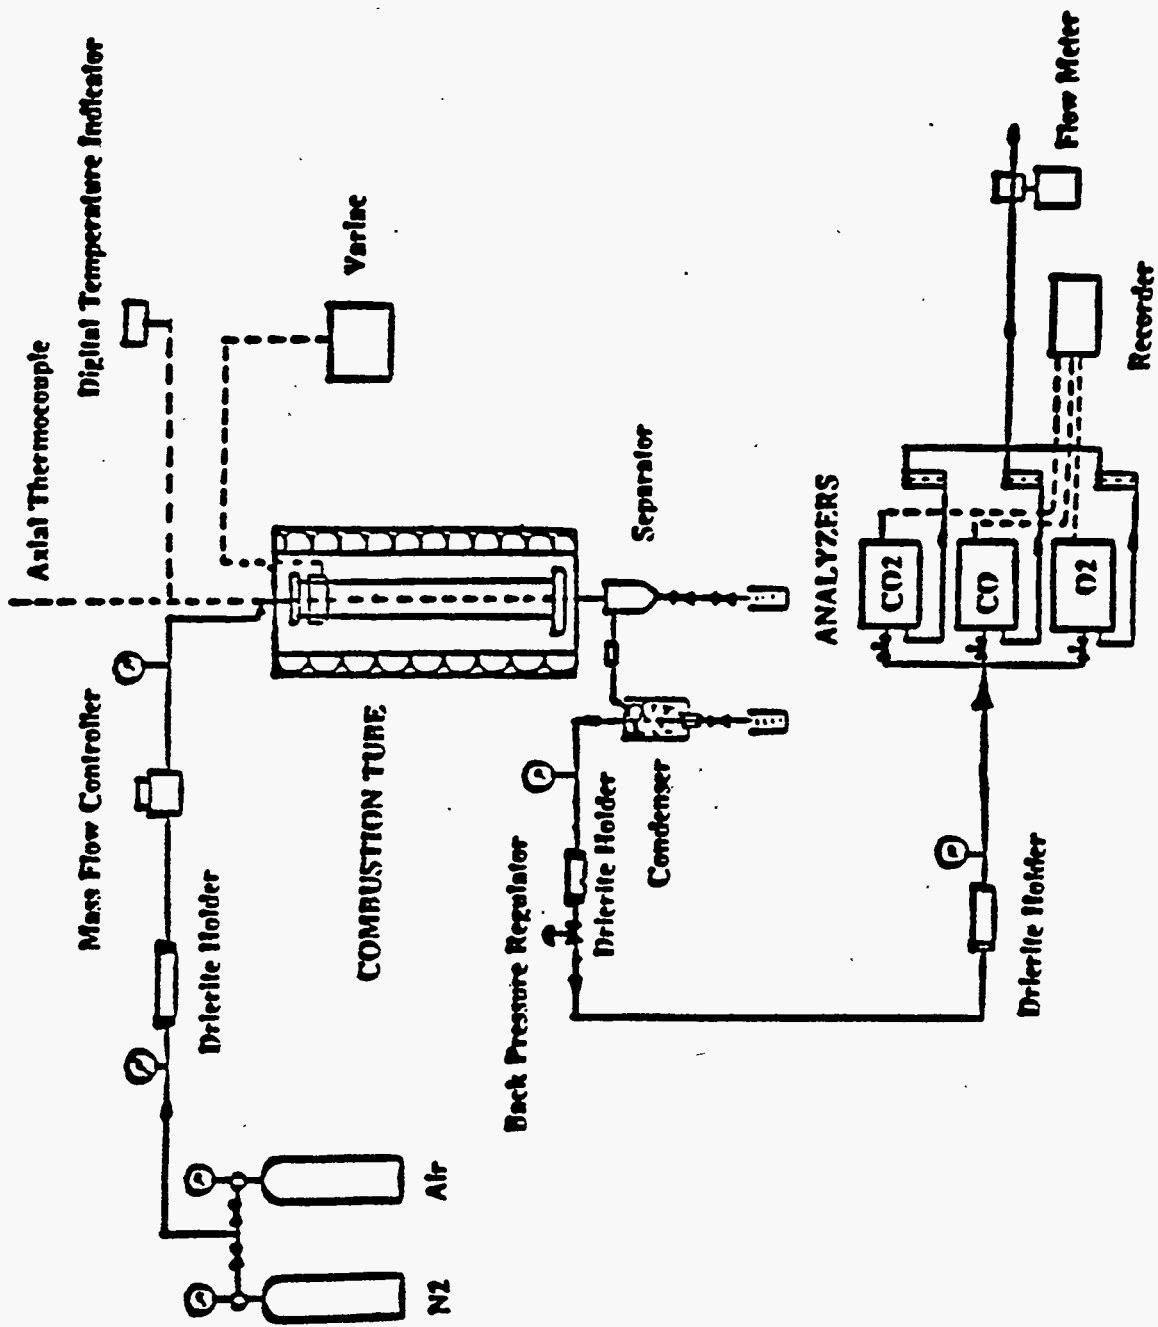 Axial Thermocouple
Digital Temperature Indicator
Mass Flow Controller
Drierite Holder
Variac
COMBUSTION TUBE
N2
Air
Separator
Condenser
Drierite Holder
Back Pressure Regulator
ANALYZERS
CO2
CO
O2
Drierite Holder
Recorder
Flow Meter